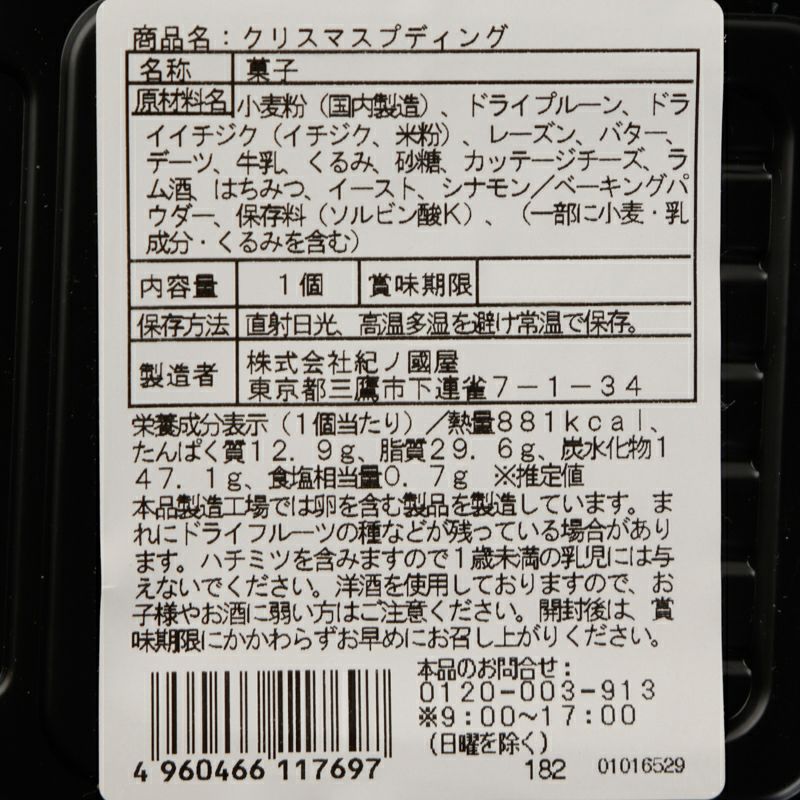 商品名：クリスマスプディング
名称 菓子
原材料名 小麦粉（国内製造）、ドライプルーン、ドラ
イイチジク（イチジク、米粉）、レーズン、バター、
デーツ、牛乳、くるみ、砂糖、カッテージチーズ、ラ
ム酒、はちみつ、イースト、シナモン／ベーキングパ
ウダー、保存料（ソルビン酸K）、（一部に小麦・乳
成分・くるみを含む）
内容量 1個 賞味期限
保存方法 直射日光、高温多湿を避け常温で保存。
製造者 株式会社紀ノ國屋
東京都三鷹市下連雀７－１－３４
栄養成分表示（１個当たり）／熱量８８１ｋｃａｌ、
たんぱく質１２．９ｇ、脂質２９．６ｇ、炭水化物１
４７．１ｇ、食塩相当量０．７ｇ ※推定値
本品製造工場では卵を含む製品を製造しています。ま
れにドライフルーツの種などが残っている場合があり
ます。ハチミツを含みますので１歳未満の乳児には与
えないでください。洋酒を使用しておりますので、お
子様やお酒に弱い方はご注意ください。開封後は、賞
味期限にかかわらずお早めにお召し上がりください。
本品のお問合せ：
０１２０－００３－９１３
※９：００～１７：００
（日曜を除く）
4 960466 117697 182 01016529